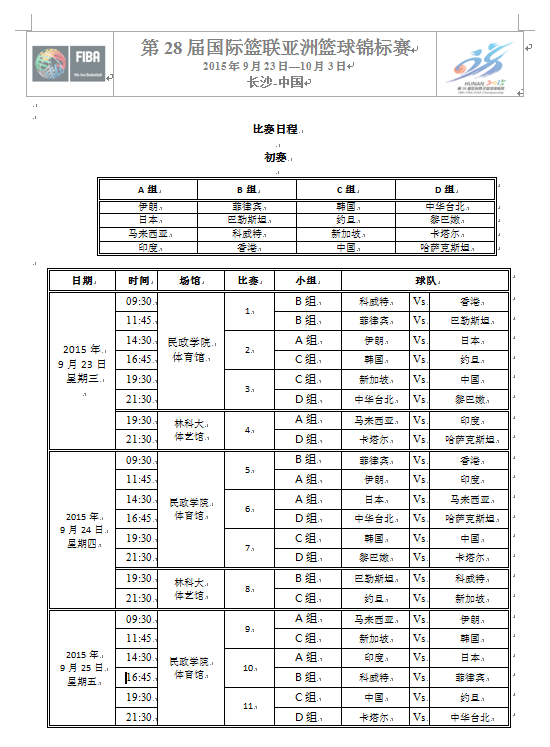 FIBA
We Are Basketball
第 28 届国际篮联亚洲篮球锦标赛
2015 年 9 月 23 日—10 月 3 日
长沙-中国
HUNAN 2015
比赛日程
初赛
A 组 B 组 C 组 D 组
伊朗 菲律宾 韩国 中华台北
日本 巴勒斯坦 约旦 黎巴嫩
马来西亚 科威特 新加坡 卡塔尔
印度 香港 中国 哈萨克斯坦
日期 时间 场馆 比赛 小组 球队
2015 年
9 月 23 日
星期三
民政学院
体育馆
09:30 1 B 组 科威特 Vs. 香港
11:45 B 组 菲律宾 Vs. 巴勒斯坦
14:30 2 A 组 伊朗 Vs. 日本
16:45 C 组 韩国 Vs. 约旦
19:30 3 C 组 新加坡 Vs. 中国
21:30 D 组 中华台北 Vs. 黎巴嫩
林科大
体艺馆
19:30 4 A 组 马来西亚 Vs. 印度
21:30 D 组 卡塔尔 Vs. 哈萨克斯坦
2015 年
9 月 24 日
星期四
民政学院
体育馆
09:30 5 B 组 菲律宾 Vs. 香港
11:45 A 组 伊朗 Vs. 印度
14:30 6 A 组 日本 Vs. 马来西亚
16:45 D 组 中华台北 Vs. 哈萨克斯坦
19:30 7 C 组 韩国 Vs. 中国
21:30 D 组 黎巴嫩 Vs. 卡塔尔
林科大
体艺馆
19:30 8 B 组 巴勒斯坦 Vs. 科威特
21:30 C 组 约旦 Vs. 新加坡
2015 年
9 月 25 日
星期五
民政学院
体育馆
09:30 9 A 组 马来西亚 Vs. 伊朗
11:45 C 组 新加坡 Vs. 韩国
14:30 10 A 组 印度 Vs. 日本
16:45 B 组 科威特 Vs. 菲律宾
19:30 11 C 组 中国 Vs. 约旦
21:30 D 组 卡塔尔 Vs. 中华台北